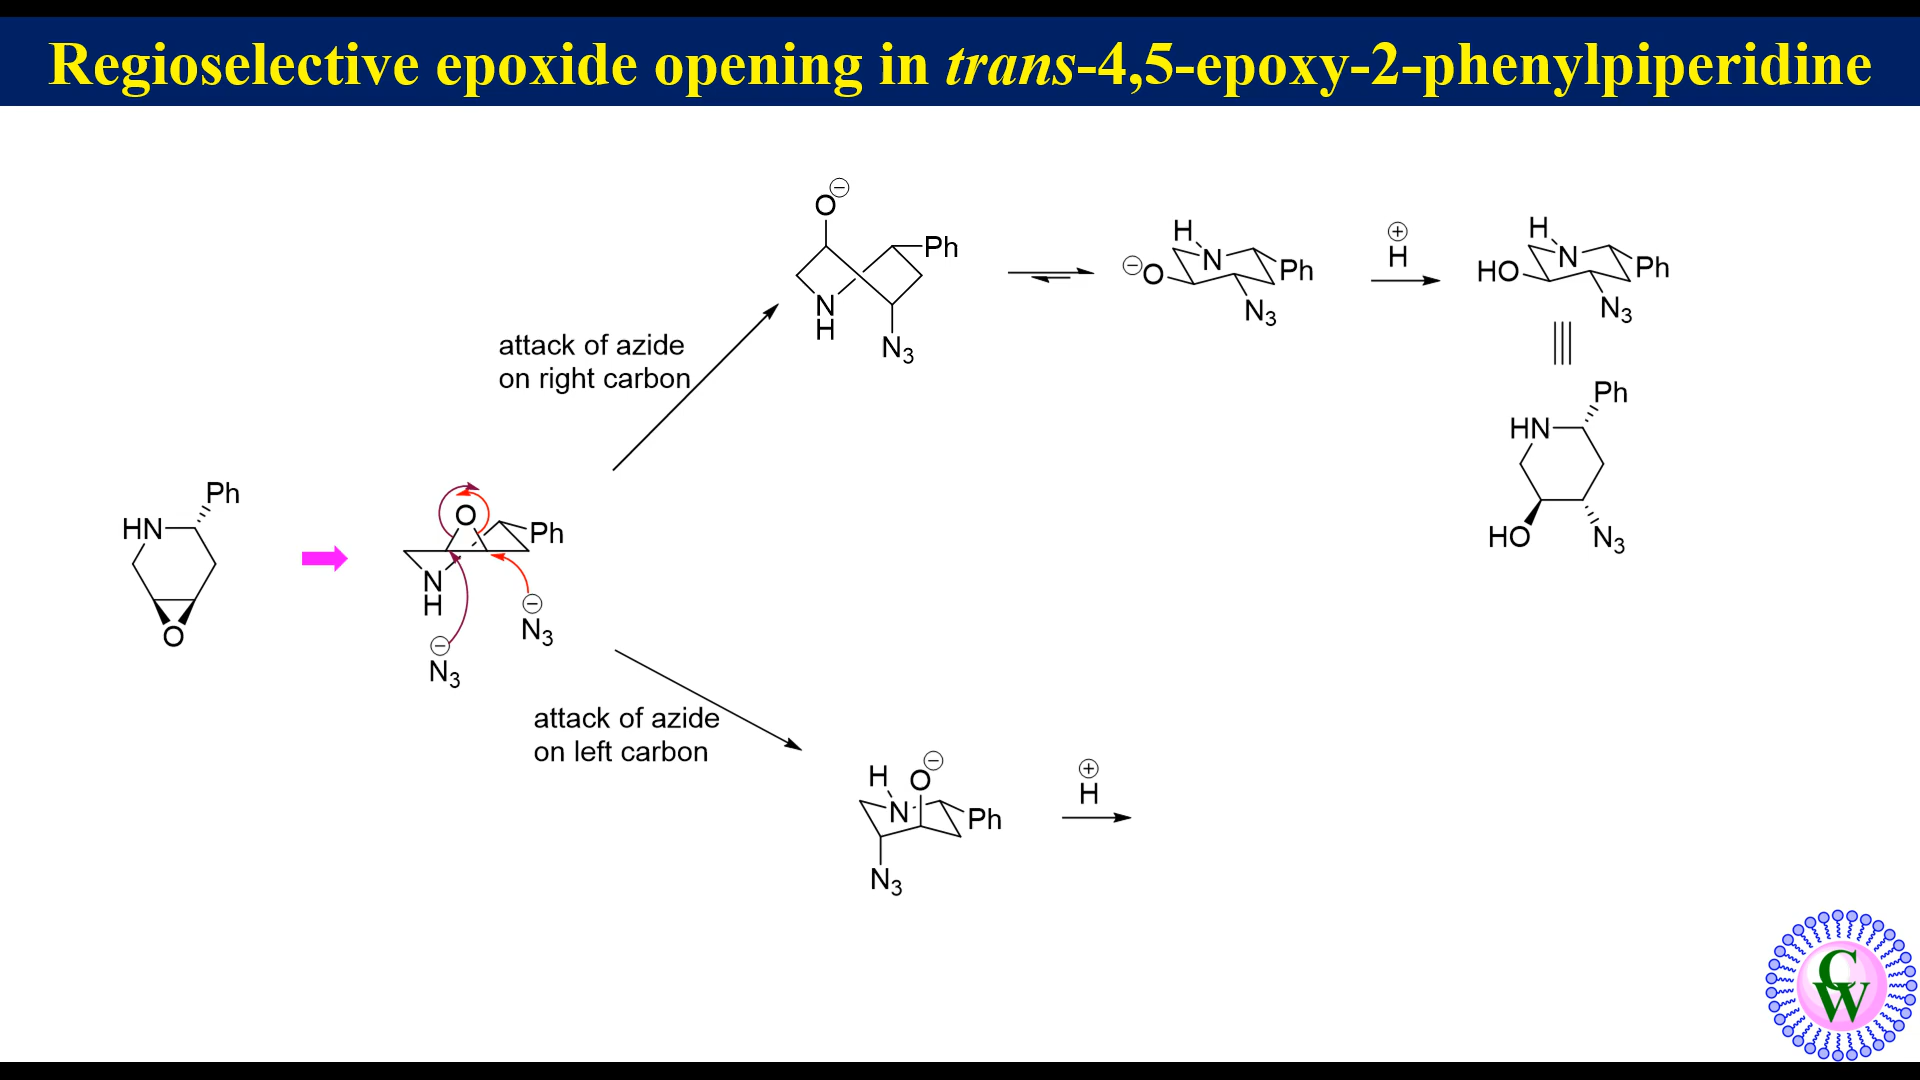 Regioselective epoxide opening in trans-4,5-epoxy-2-phenylpiperidine
O⊖
Ph
N
H
N3
attack of azide
on right carbon
H
N
⊖O
Ph
N3
⊕
H
H
N
HO
Ph
N3
Ph
HN
HO
N3
Ph
HN
O
O
Ph
N
H
⊖
N3
⊖
N3
attack of azide
on left carbon
H
O⊖
N
Ph
N3
⊕
H
C
W